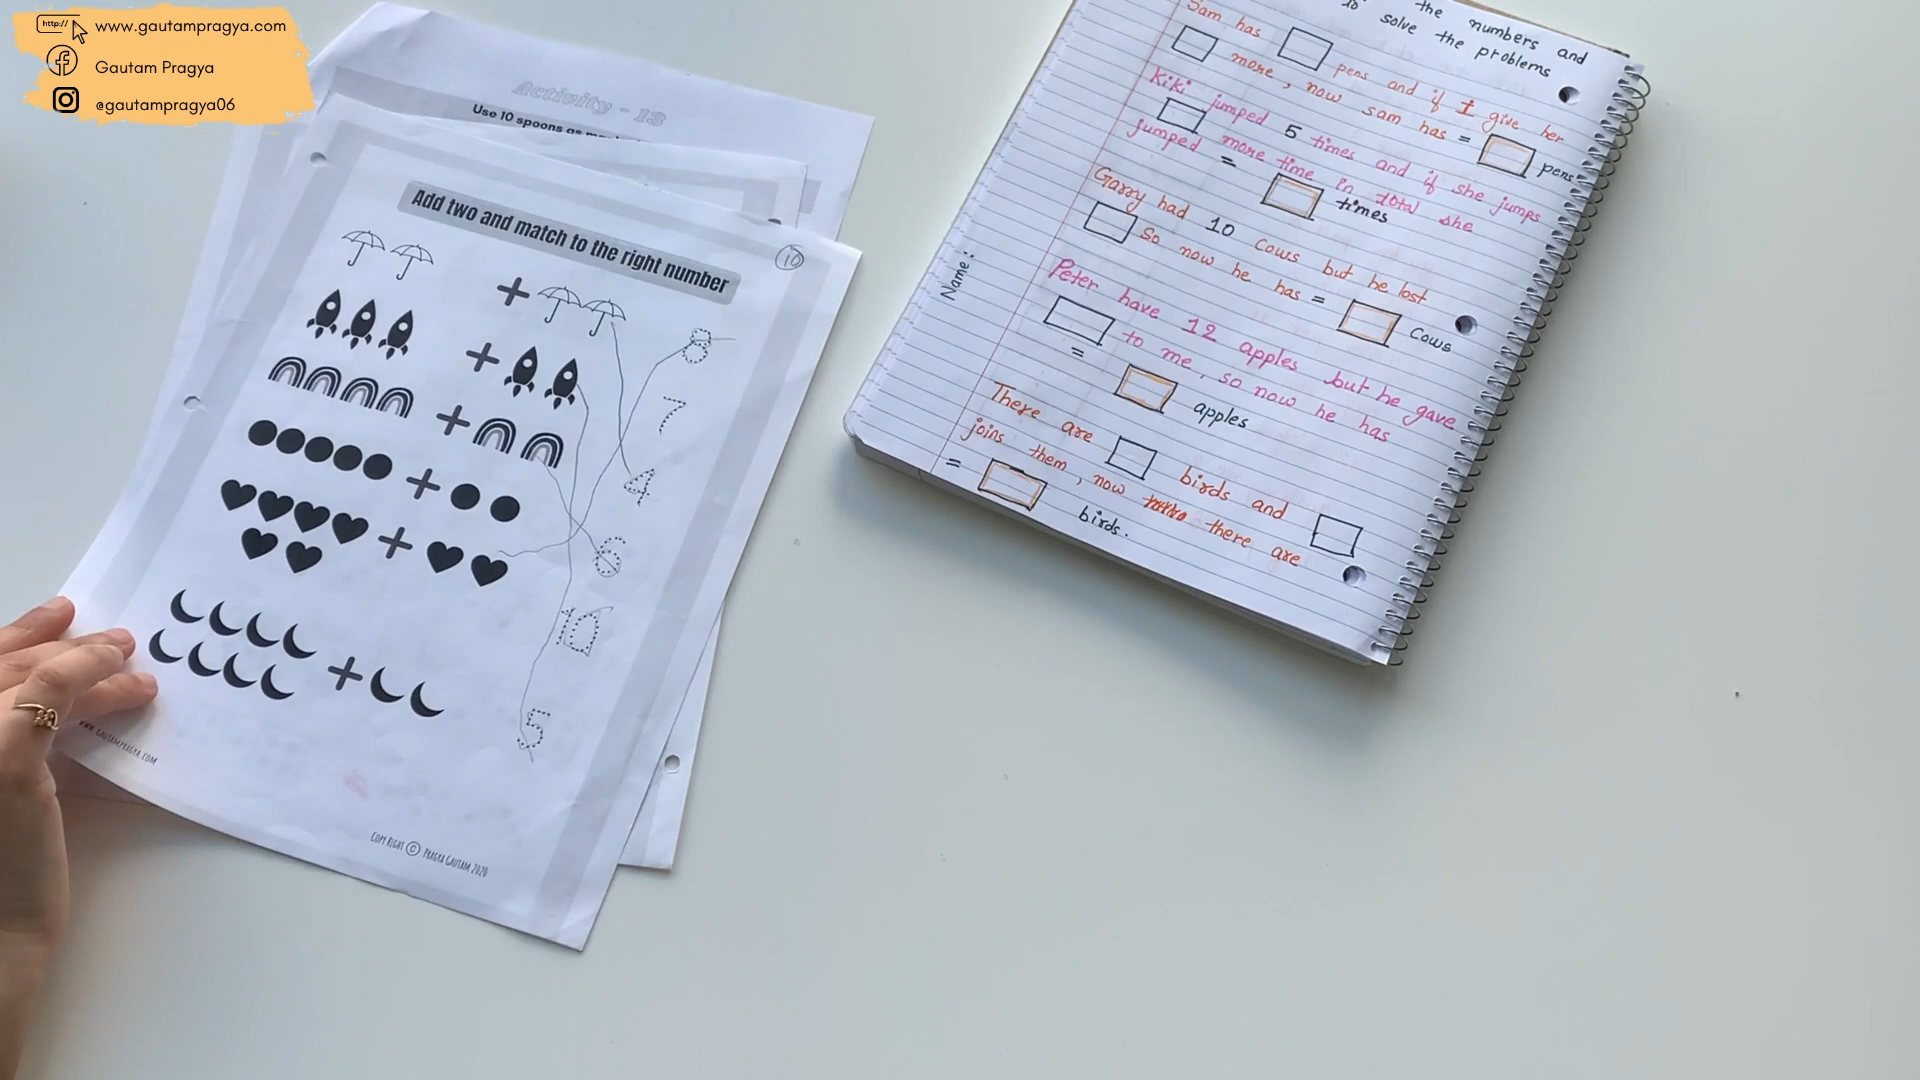 www.gautampragya.com
Gautam Pragya
@gautampragya06
Activity - 13
Use 10 spoons as
Add two and match to the right number
10
+
8
+
7
+
4
+
6
+
10
+
5
www.gautampragya.com
Copy Right © Pragya Gautam 2020
the numbers and
to solve the problems
Sam has pens and if I give her
more, now sam has = pens
Kiki jumped 5 times and if she jumps
more time in total she
jumped = times
Garry had 10 cows but he lost
So now he has = cows
Peter have 12 apples but he gave
to me, so now he has
= apples
There are birds and
joins them, now there are
= birds.
Name: